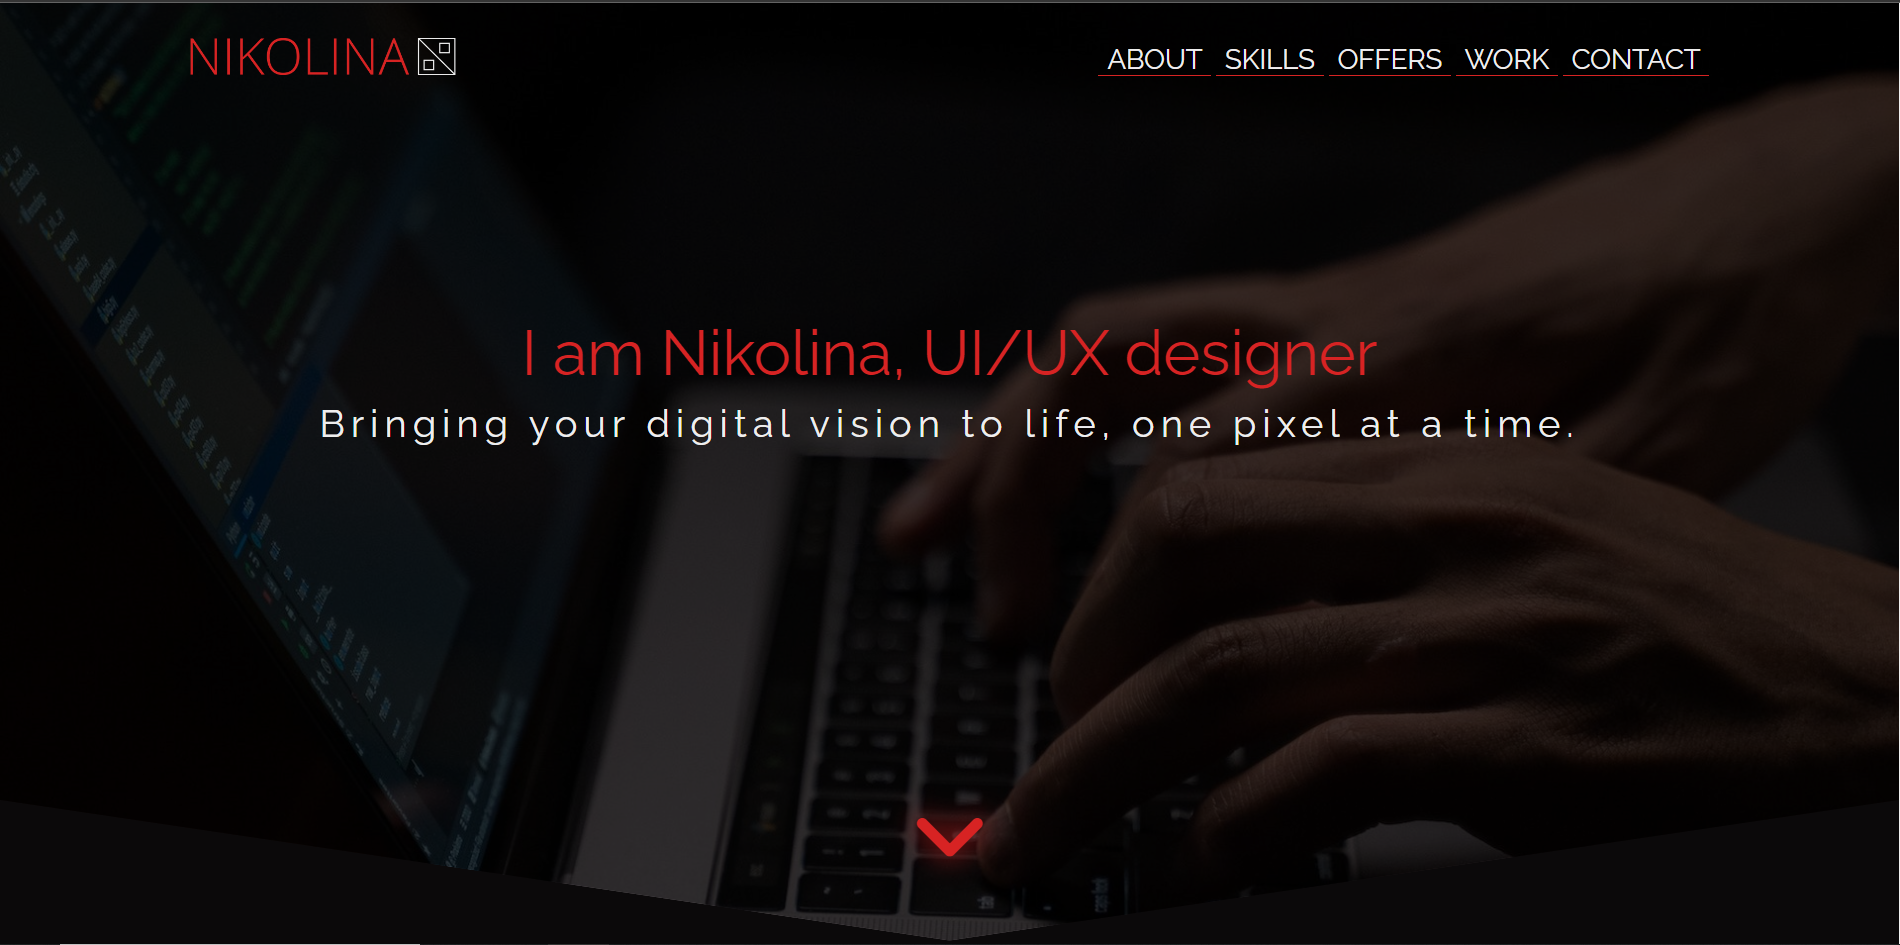 NIKOLINA
ABOUT SKILLS OFFERS WORK CONTACT
I am Nikolina, UI/UX designer
Bringing your digital vision to life, one pixel at a time.